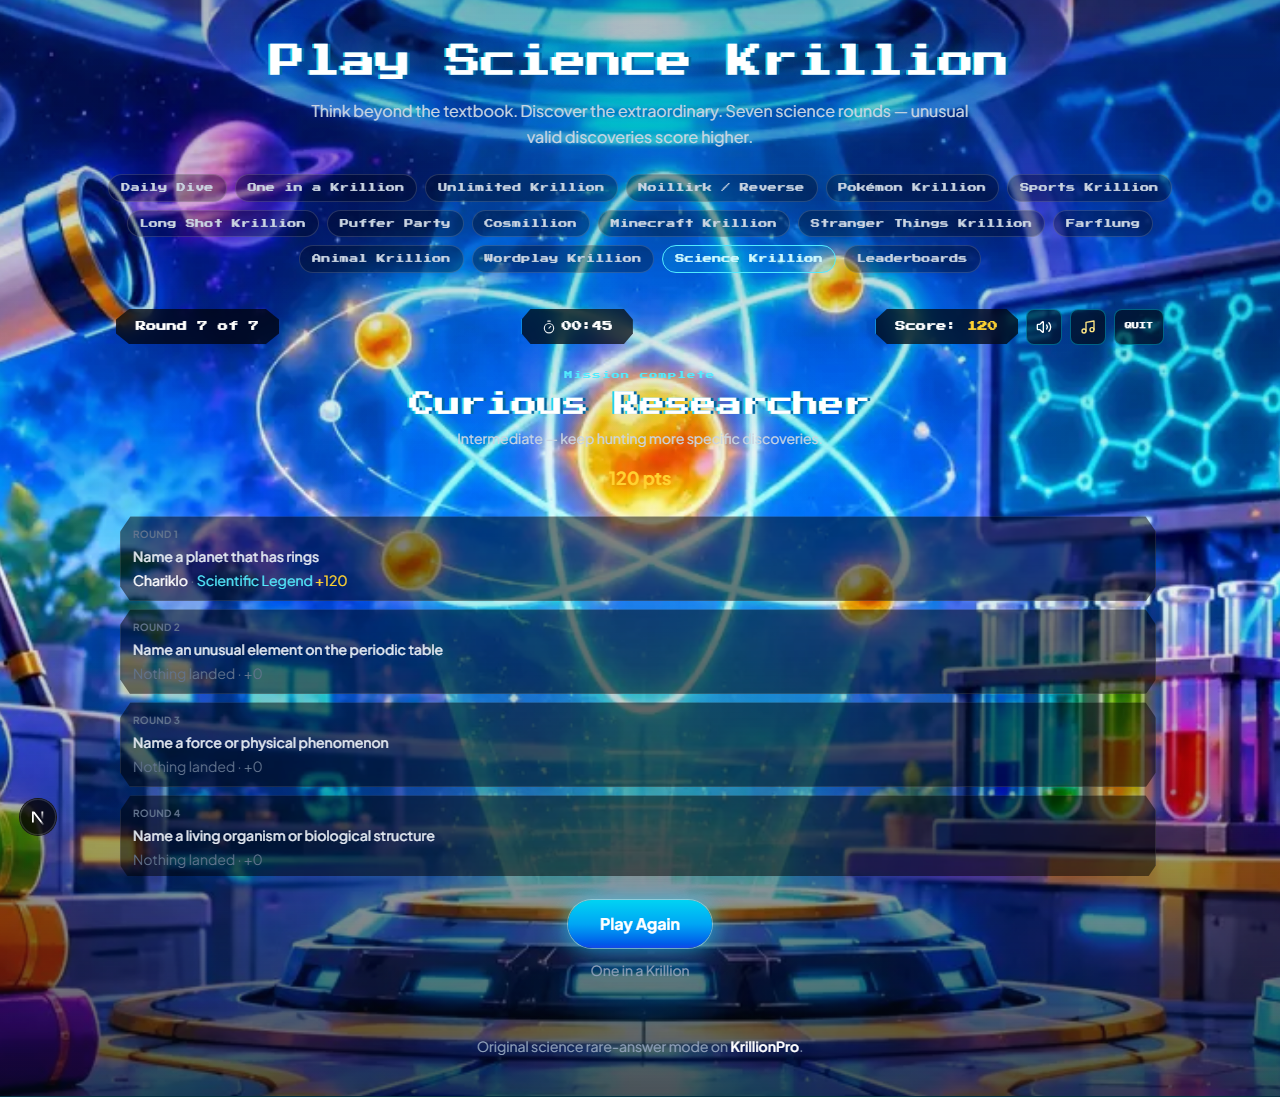 Play Science Krillion
Think beyond the textbook. Discover the extraordinary. Seven science rounds — unusual
valid discoveries score higher.
Daily Dive
One in a Krillion
Unlimited Krillion
Noillirk / Reverse
Pokémon Krillion
Sports Krillion
Long Shot Krillion
Puffer Party
Cosmillion
Minecraft Krillion
Stranger Things Krillion
Farflung
Animal Krillion
Wordplay Krillion
Science Krillion
Leaderboards
Round 7 of 7
00:45
Score: 120
QUIT
Mission complete
Curious Researcher
Intermediate — keep hunting more specific discoveries.
120 pts
ROUND 1
Name a planet that has rings
Chariklo · Scientific Legend +120
ROUND 2
Name an unusual element on the periodic table
Nothing landed · +0
ROUND 3
Name a force or physical phenomenon
Nothing landed · +0
ROUND 4
Name a living organism or biological structure
Nothing landed · +0
N
Play Again
One in a Krillion
Original science rare-answer mode on KrillionPro.